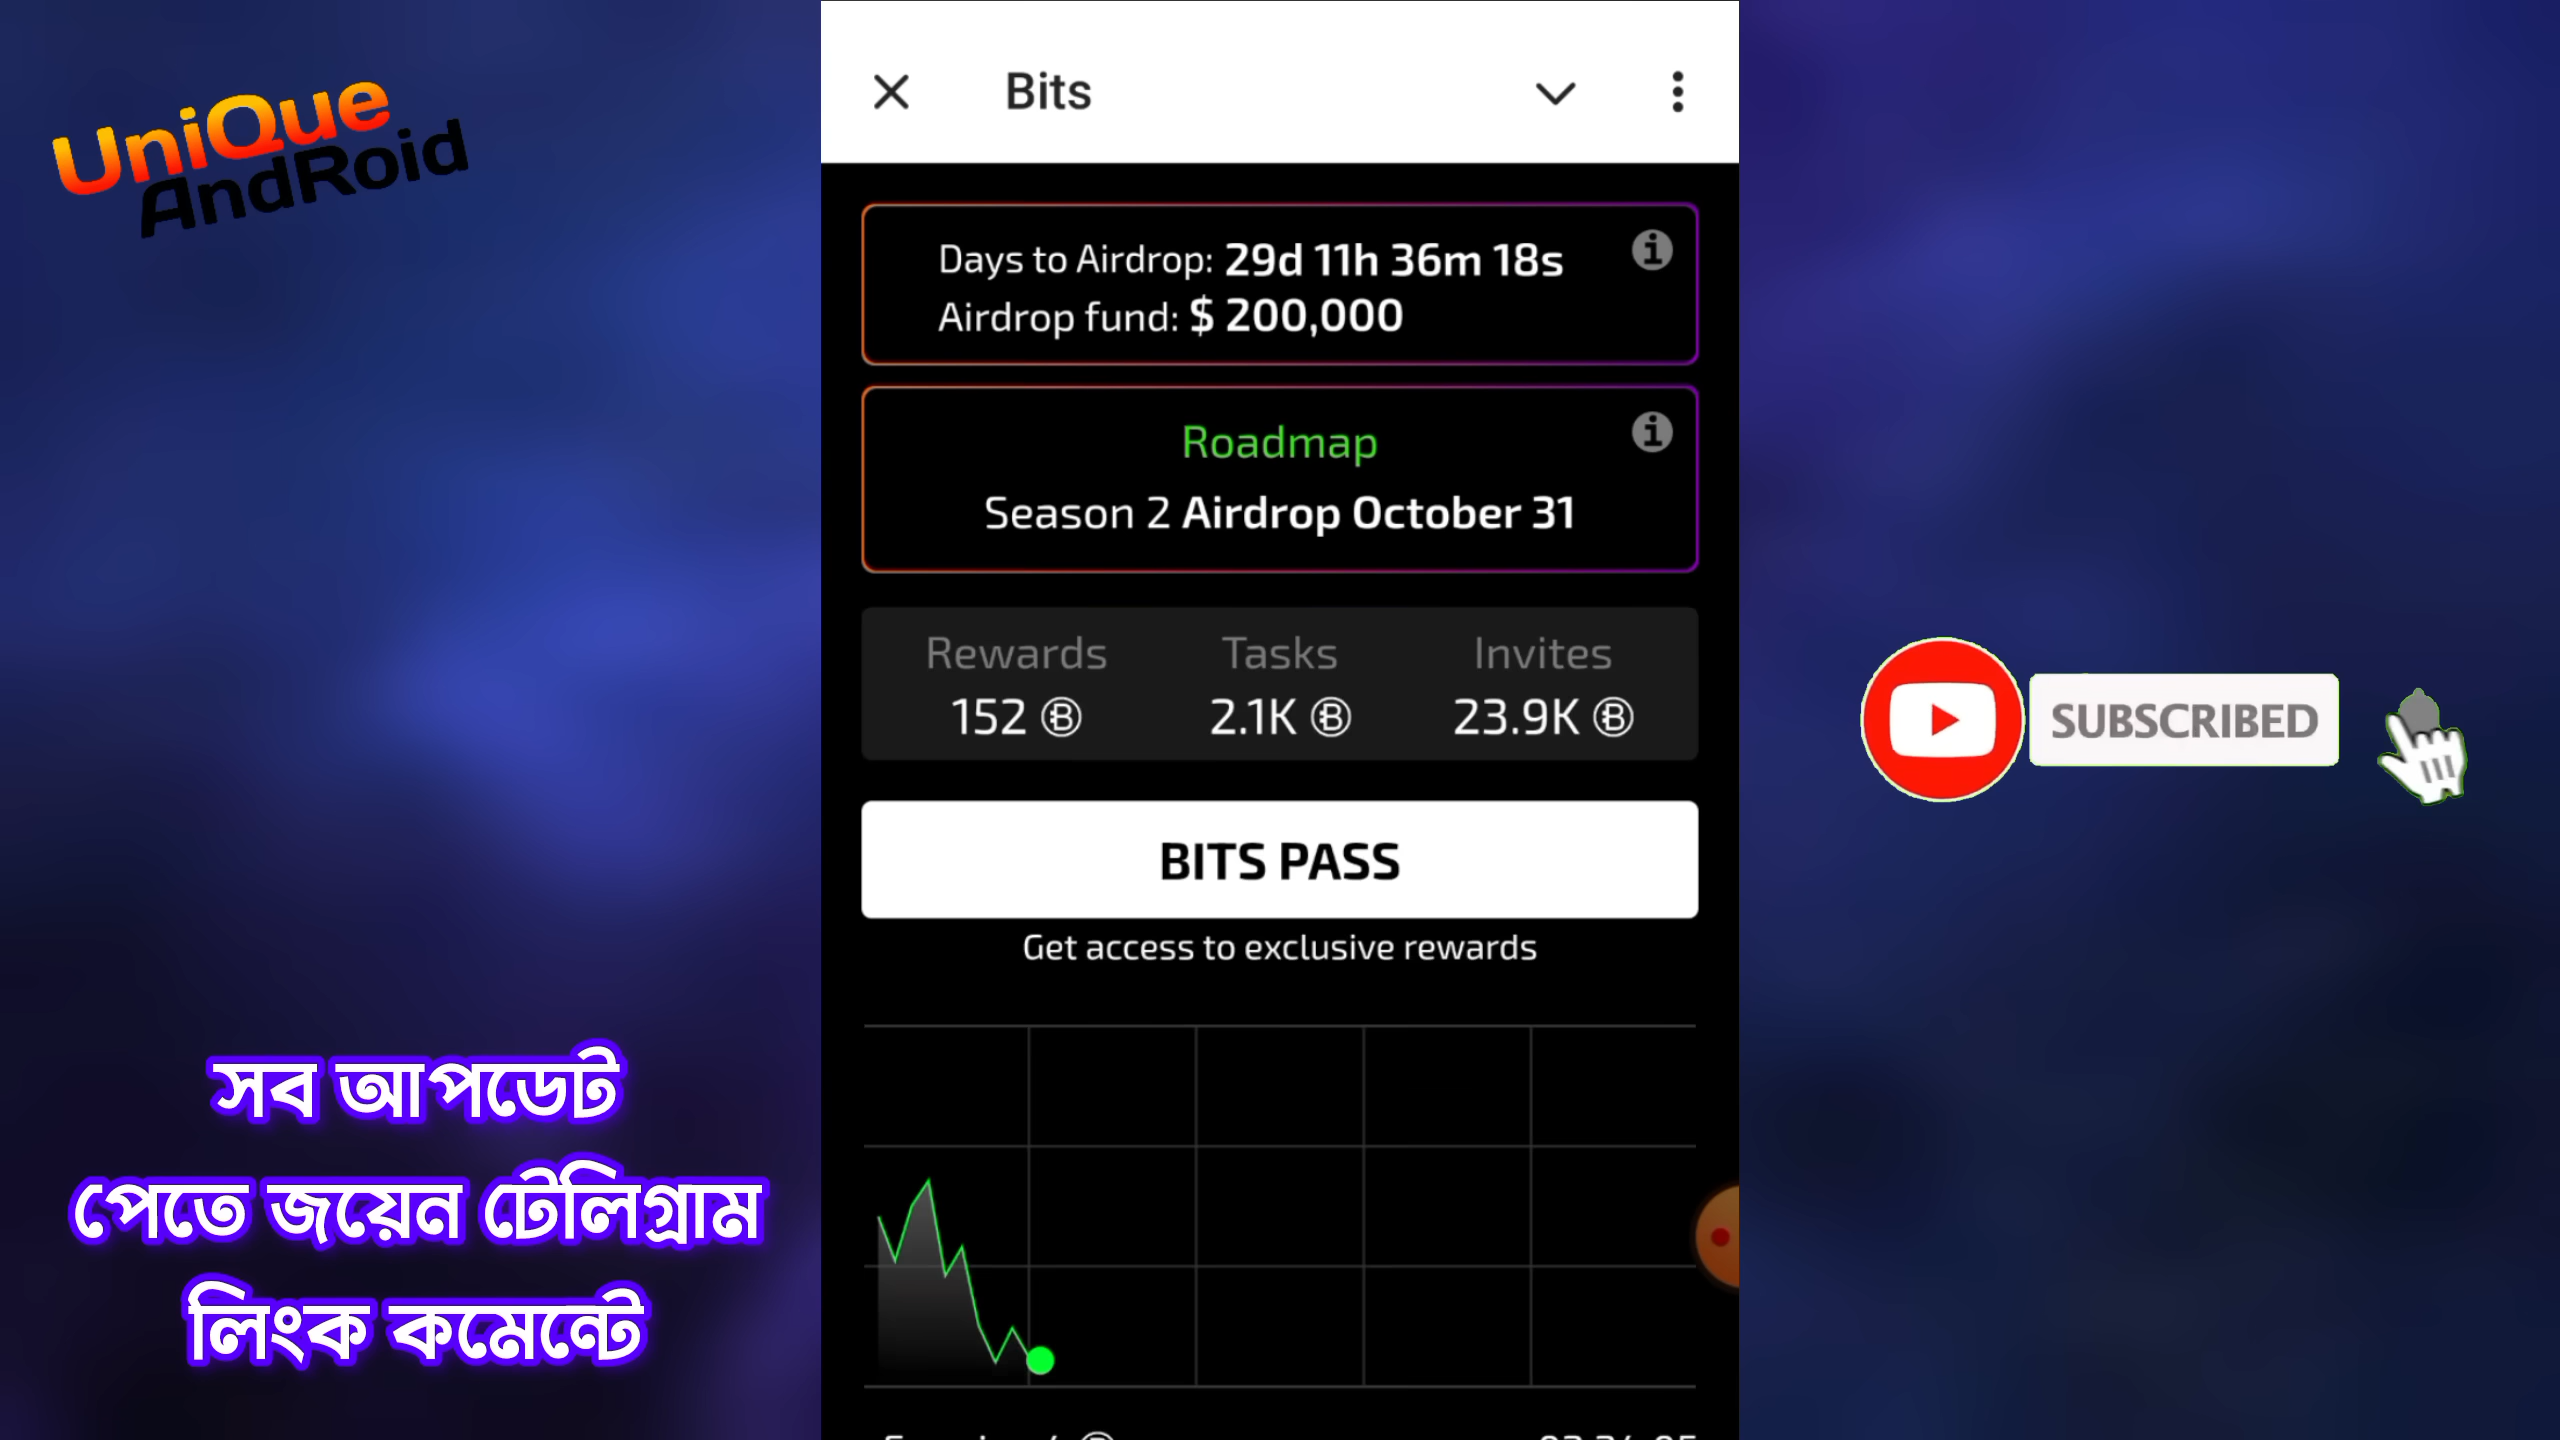 UniQue
AndRoid
Bits
Days to Airdrop: 29d 11h 36m 18s
Airdrop fund: $ 200,000
Roadmap
Season 2 Airdrop October 31
Rewards Tasks Invites
152 2.1K 23.9K
BITS PASS
Get access to exclusive rewards
SUBSCRIBED
সব আপডেট
পেতে জয়েন টেলিগ্রাম
লিংক কমেন্টে